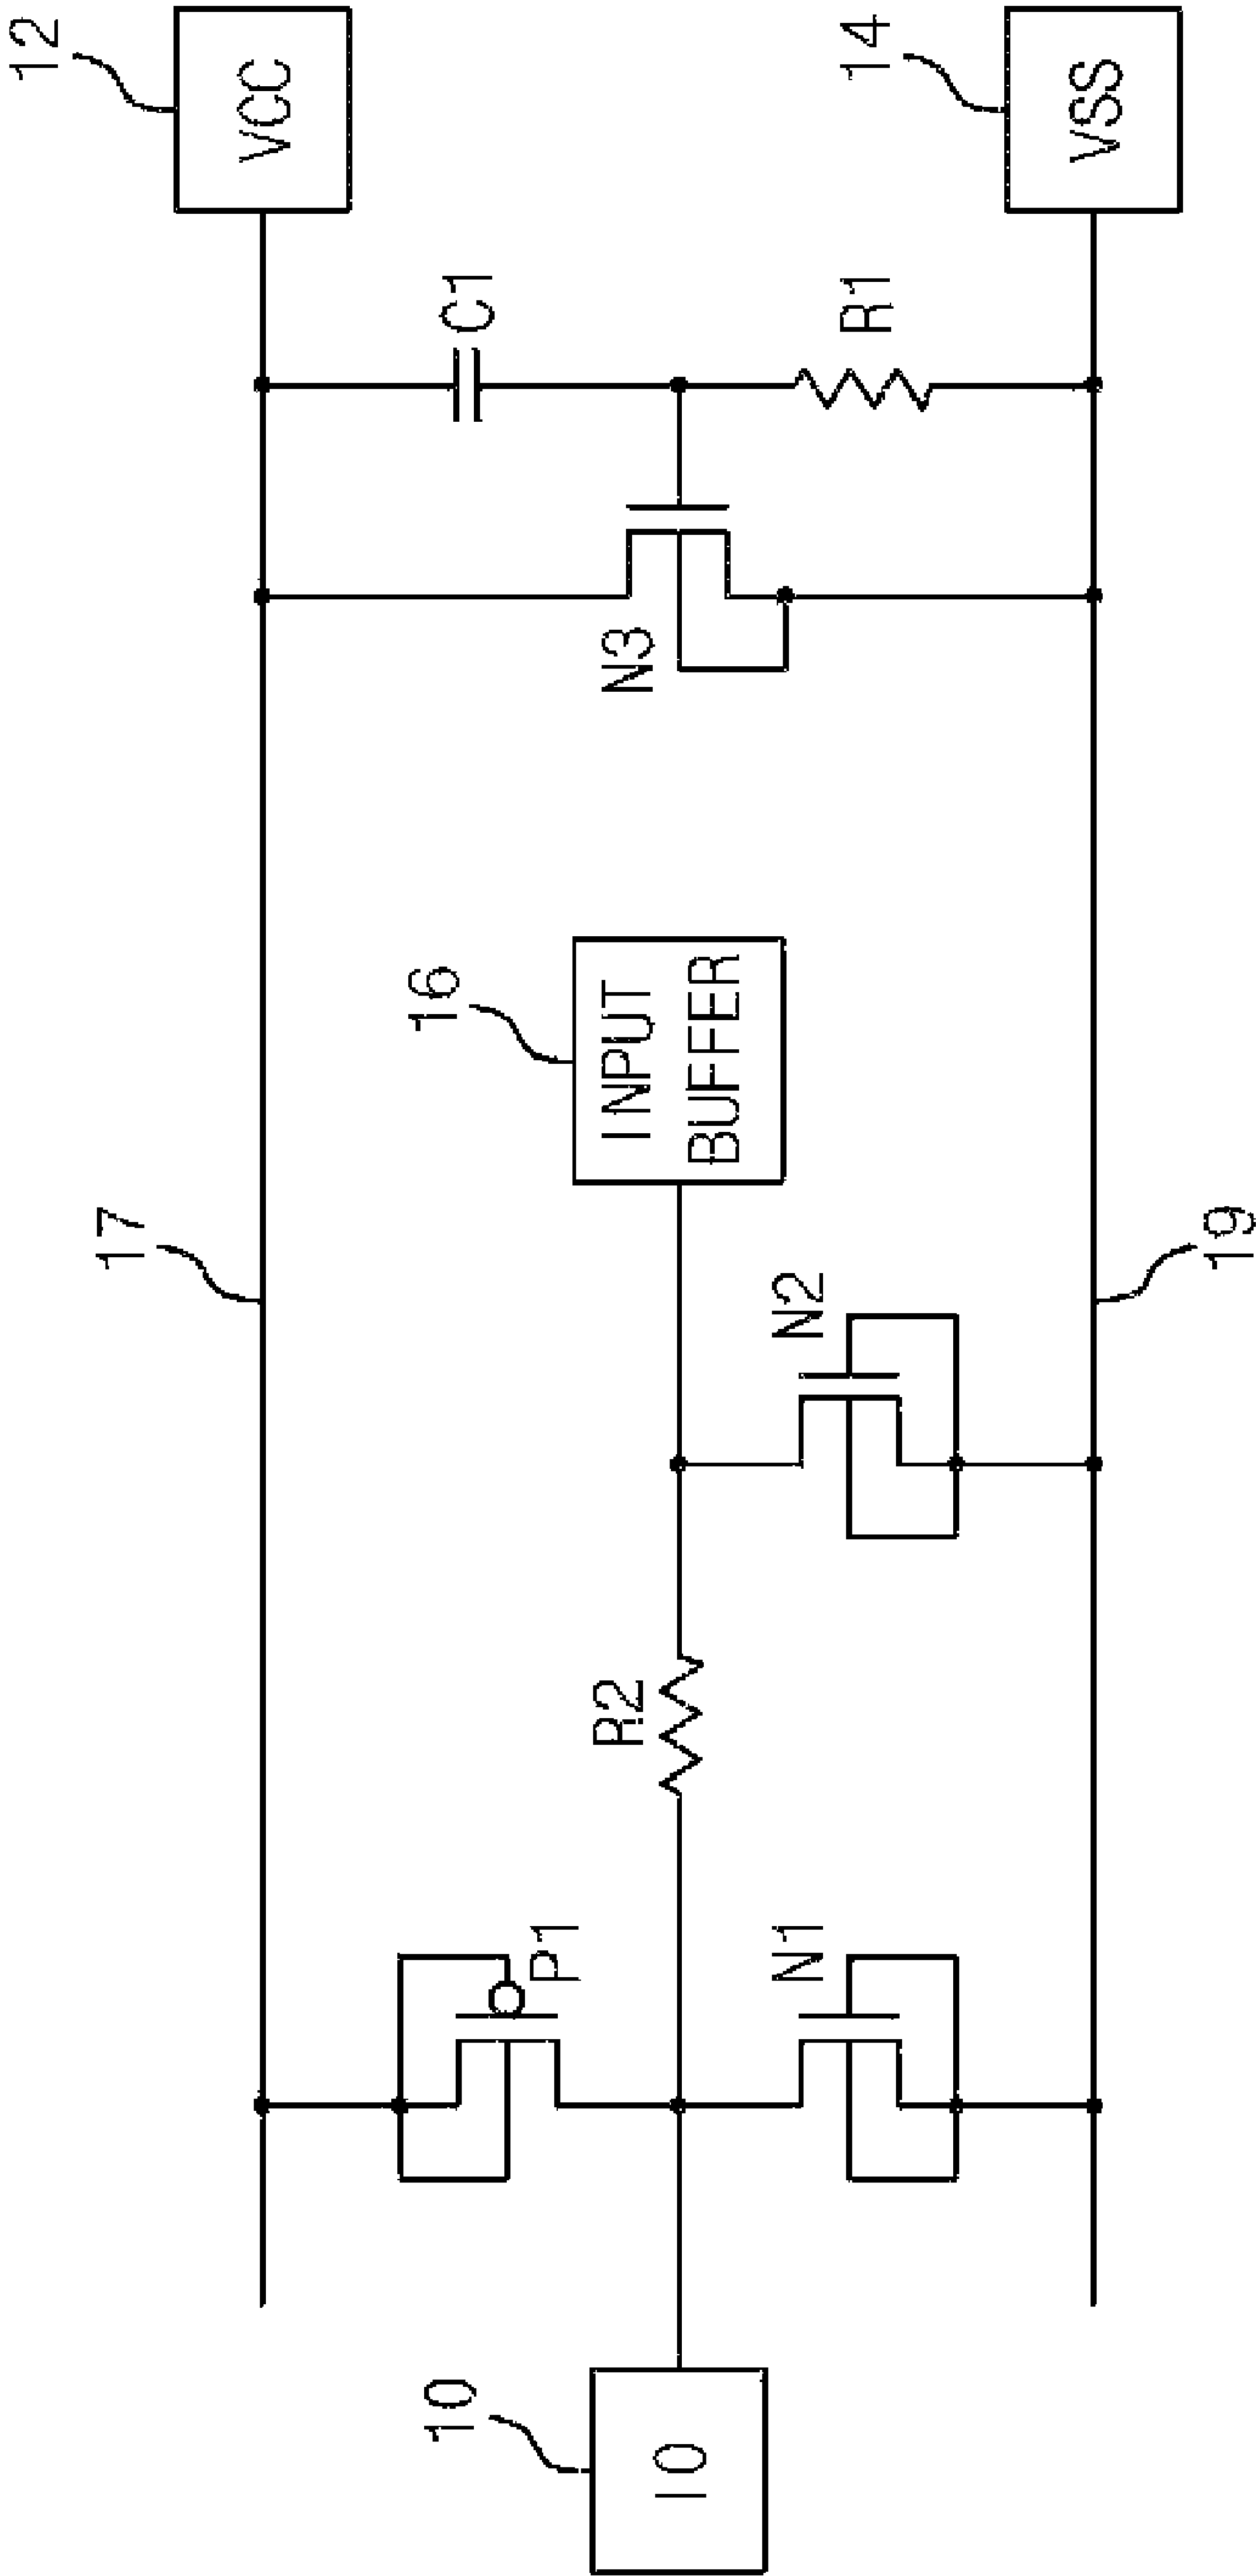 12
VCC
17
C1
P1
N3
R2
16
INPUT
BUFFER
10
IO
N1
N2
R1
14
VSS
19